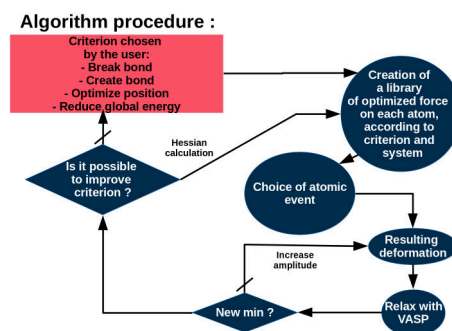 Algorithm procedure :
Criterion chosen
by the user:
- Break bond
- Create bond
- Optimize position
- Reduce global energy
Creation of
a library
of optimized force
on each atom,
according to
criterion and
system
Hessian
calculation
Is it possible
to improve
criterion ?
Choice of atomic
event
Increase
amplitude
Resulting
deformation
New min ?
Relax with
VASP